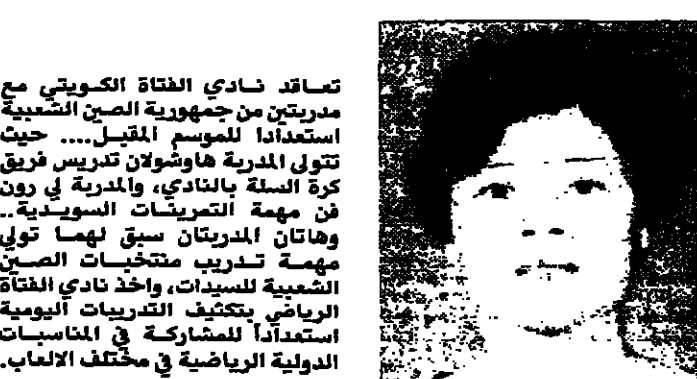 تعاقد نادي الفتاة الكويتي مع
مدربتين من جمهورية الصين الشعبية
استعدادا للموسم المقبل.... حيث
تتولى المدربة هاوشولان تدريس فريق
كرة السلة بالنادي، والمدربة لي رون
فن مهمة التمرينات السويدية..
وهاتان المدربتان سبق لهما تولي
مهمة تدريب منتخبات الصين
الشعبية للسيدات، واخذ نادي الفتاة
الرياضي بتكثيف التدريبات اليومية
استعداداً للمشاركة في المناسبات
الدولية الرياضية في مختلف الالعاب.